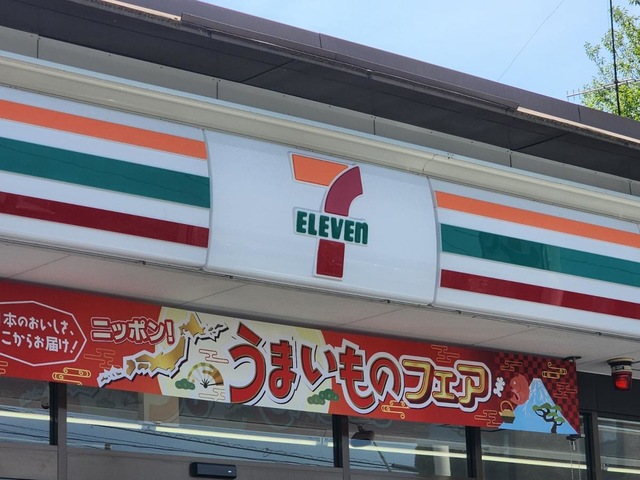 7
ELEVEn
本のおいしさ、
こからお届け!
ニッポン!
うまいものフェア